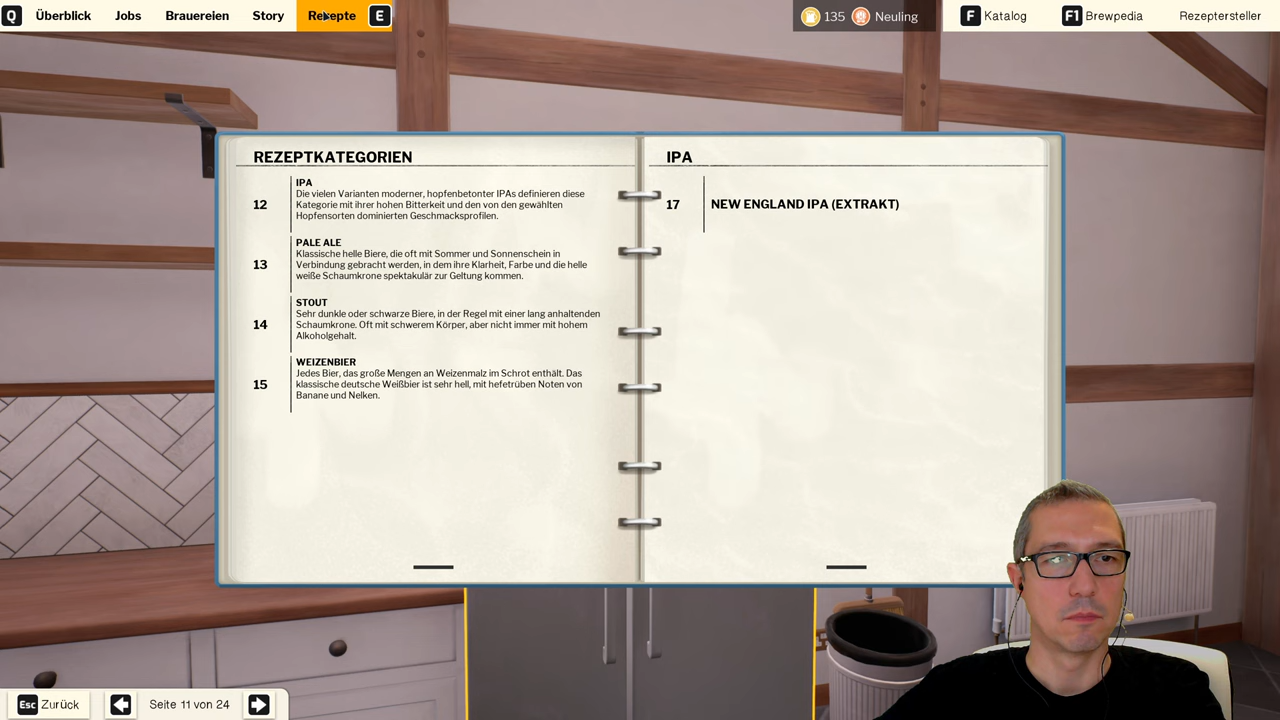 Q Überblick Jobs Brauereien Story Rezepte E
135 Neuling
F Katalog F1 Brewpedia Rezeptersteller
REZEPTKATEGORIEN
12
IPA
Die vielen Varianten moderner, hopfenbetonter IPAs definieren diese
Kategorie mit ihrer hohen Bitterkeit und den von den gewählten
Hopfensorten dominierten Geschmacksprofilen.
13
PALE ALE
Klassische helle Biere, die oft mit Sommer und Sonnenschein in
Verbindung gebracht werden, in dem ihre Klarheit, Farbe und die helle
weiße Schaumkrone spektakulär zur Geltung kommen.
14
STOUT
Sehr dunkle oder schwarze Biere, in der Regel mit einer lang anhaltenden
Schaumkrone. Oft mit schwerem Körper, aber nicht immer mit hohem
Alkoholgehalt.
15
WEIZENBIER
Jedes Bier, das große Mengen an Weizenmalz im Schrot enthält. Das
klassische deutsche Weißbier ist sehr hell, mit hefetrüben Noten von
Banane und Nelken.
IPA
17 NEW ENGLAND IPA (EXTRAKT)
Esc Zurück Seite 11 von 24